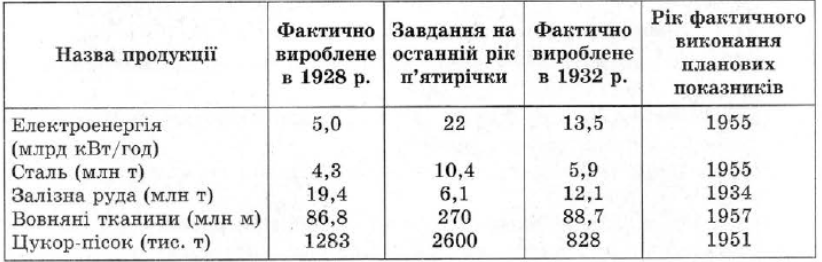 Назва продукції | Фактично вироблене в 1928 р. | Завдання на останній рік п'ятирічки | Фактично вироблене в 1932 р. | Рік фактичного виконання планових показників
Електроенергія (млрд кВт/год) | 5,0 | 22 | 13,5 | 1955
Сталь (млн т) | 4,3 | 10,4 | 5,9 | 1955
Залізна руда (млн т) | 19,4 | 6,1 | 12,1 | 1934
Вовняні тканини (млн м) | 86,8 | 270 | 88,7 | 1957
Цукор-пісок (тис. т) | 1283 | 2600 | 828 | 1951